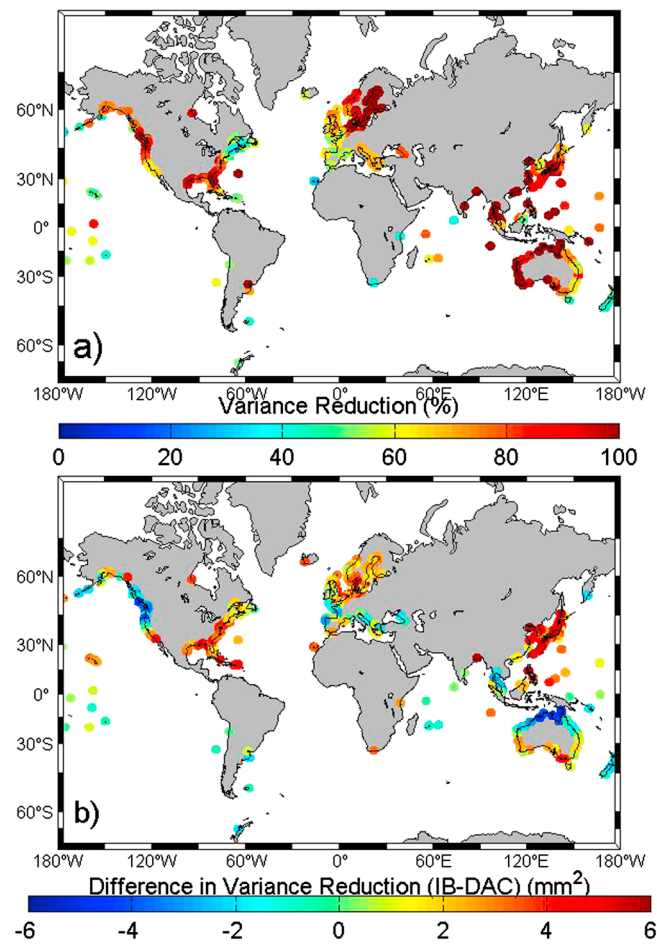 60°N
30°N
0°
30°S
60°S
a)
180°W 120°W 60°W 0° 60°E 120°E 180°W
Variance Reduction (%)
0 20 40 60 80 100
60°N
30°N
0°
30°S
60°S
b)
180°W 120°W 60°W 0° 60°E 120°E 180°W
Difference in Variance Reduction (IB-DAC) (mm²)
-6 -4 -2 0 2 4 6